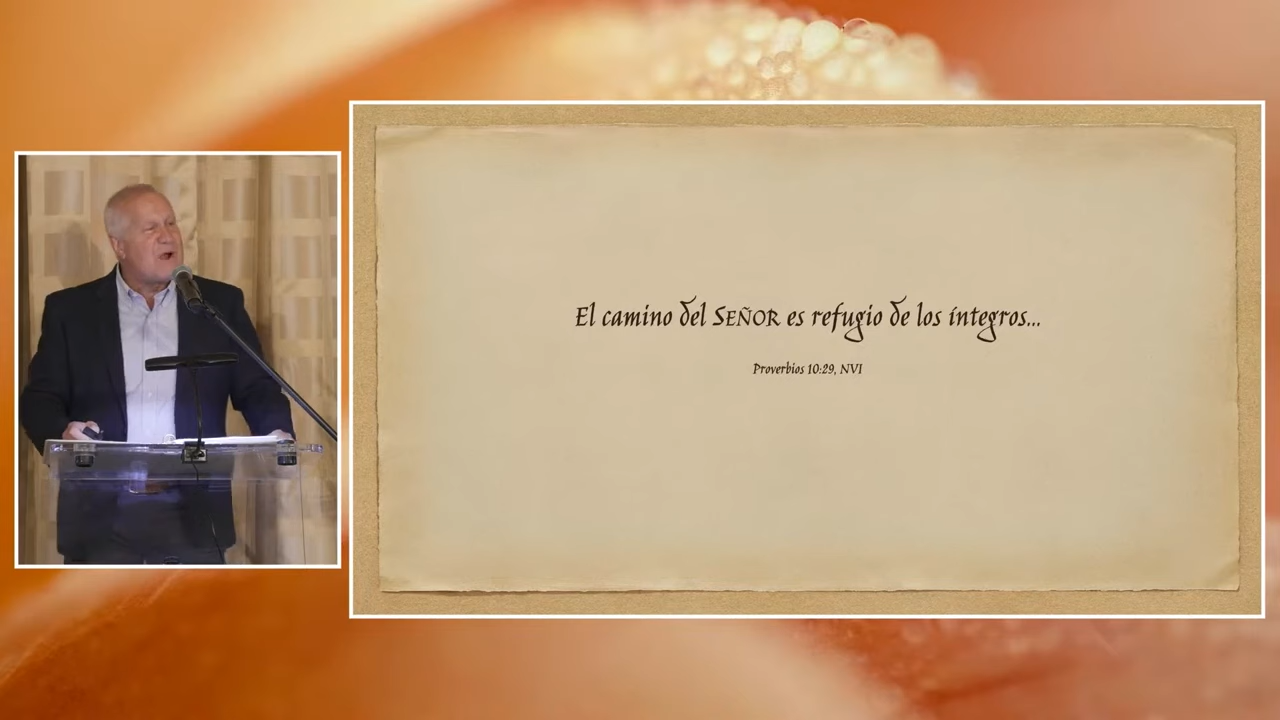 El camino del SEÑOR es refugio de los íntegros...
Proverbios 10:29, NVI